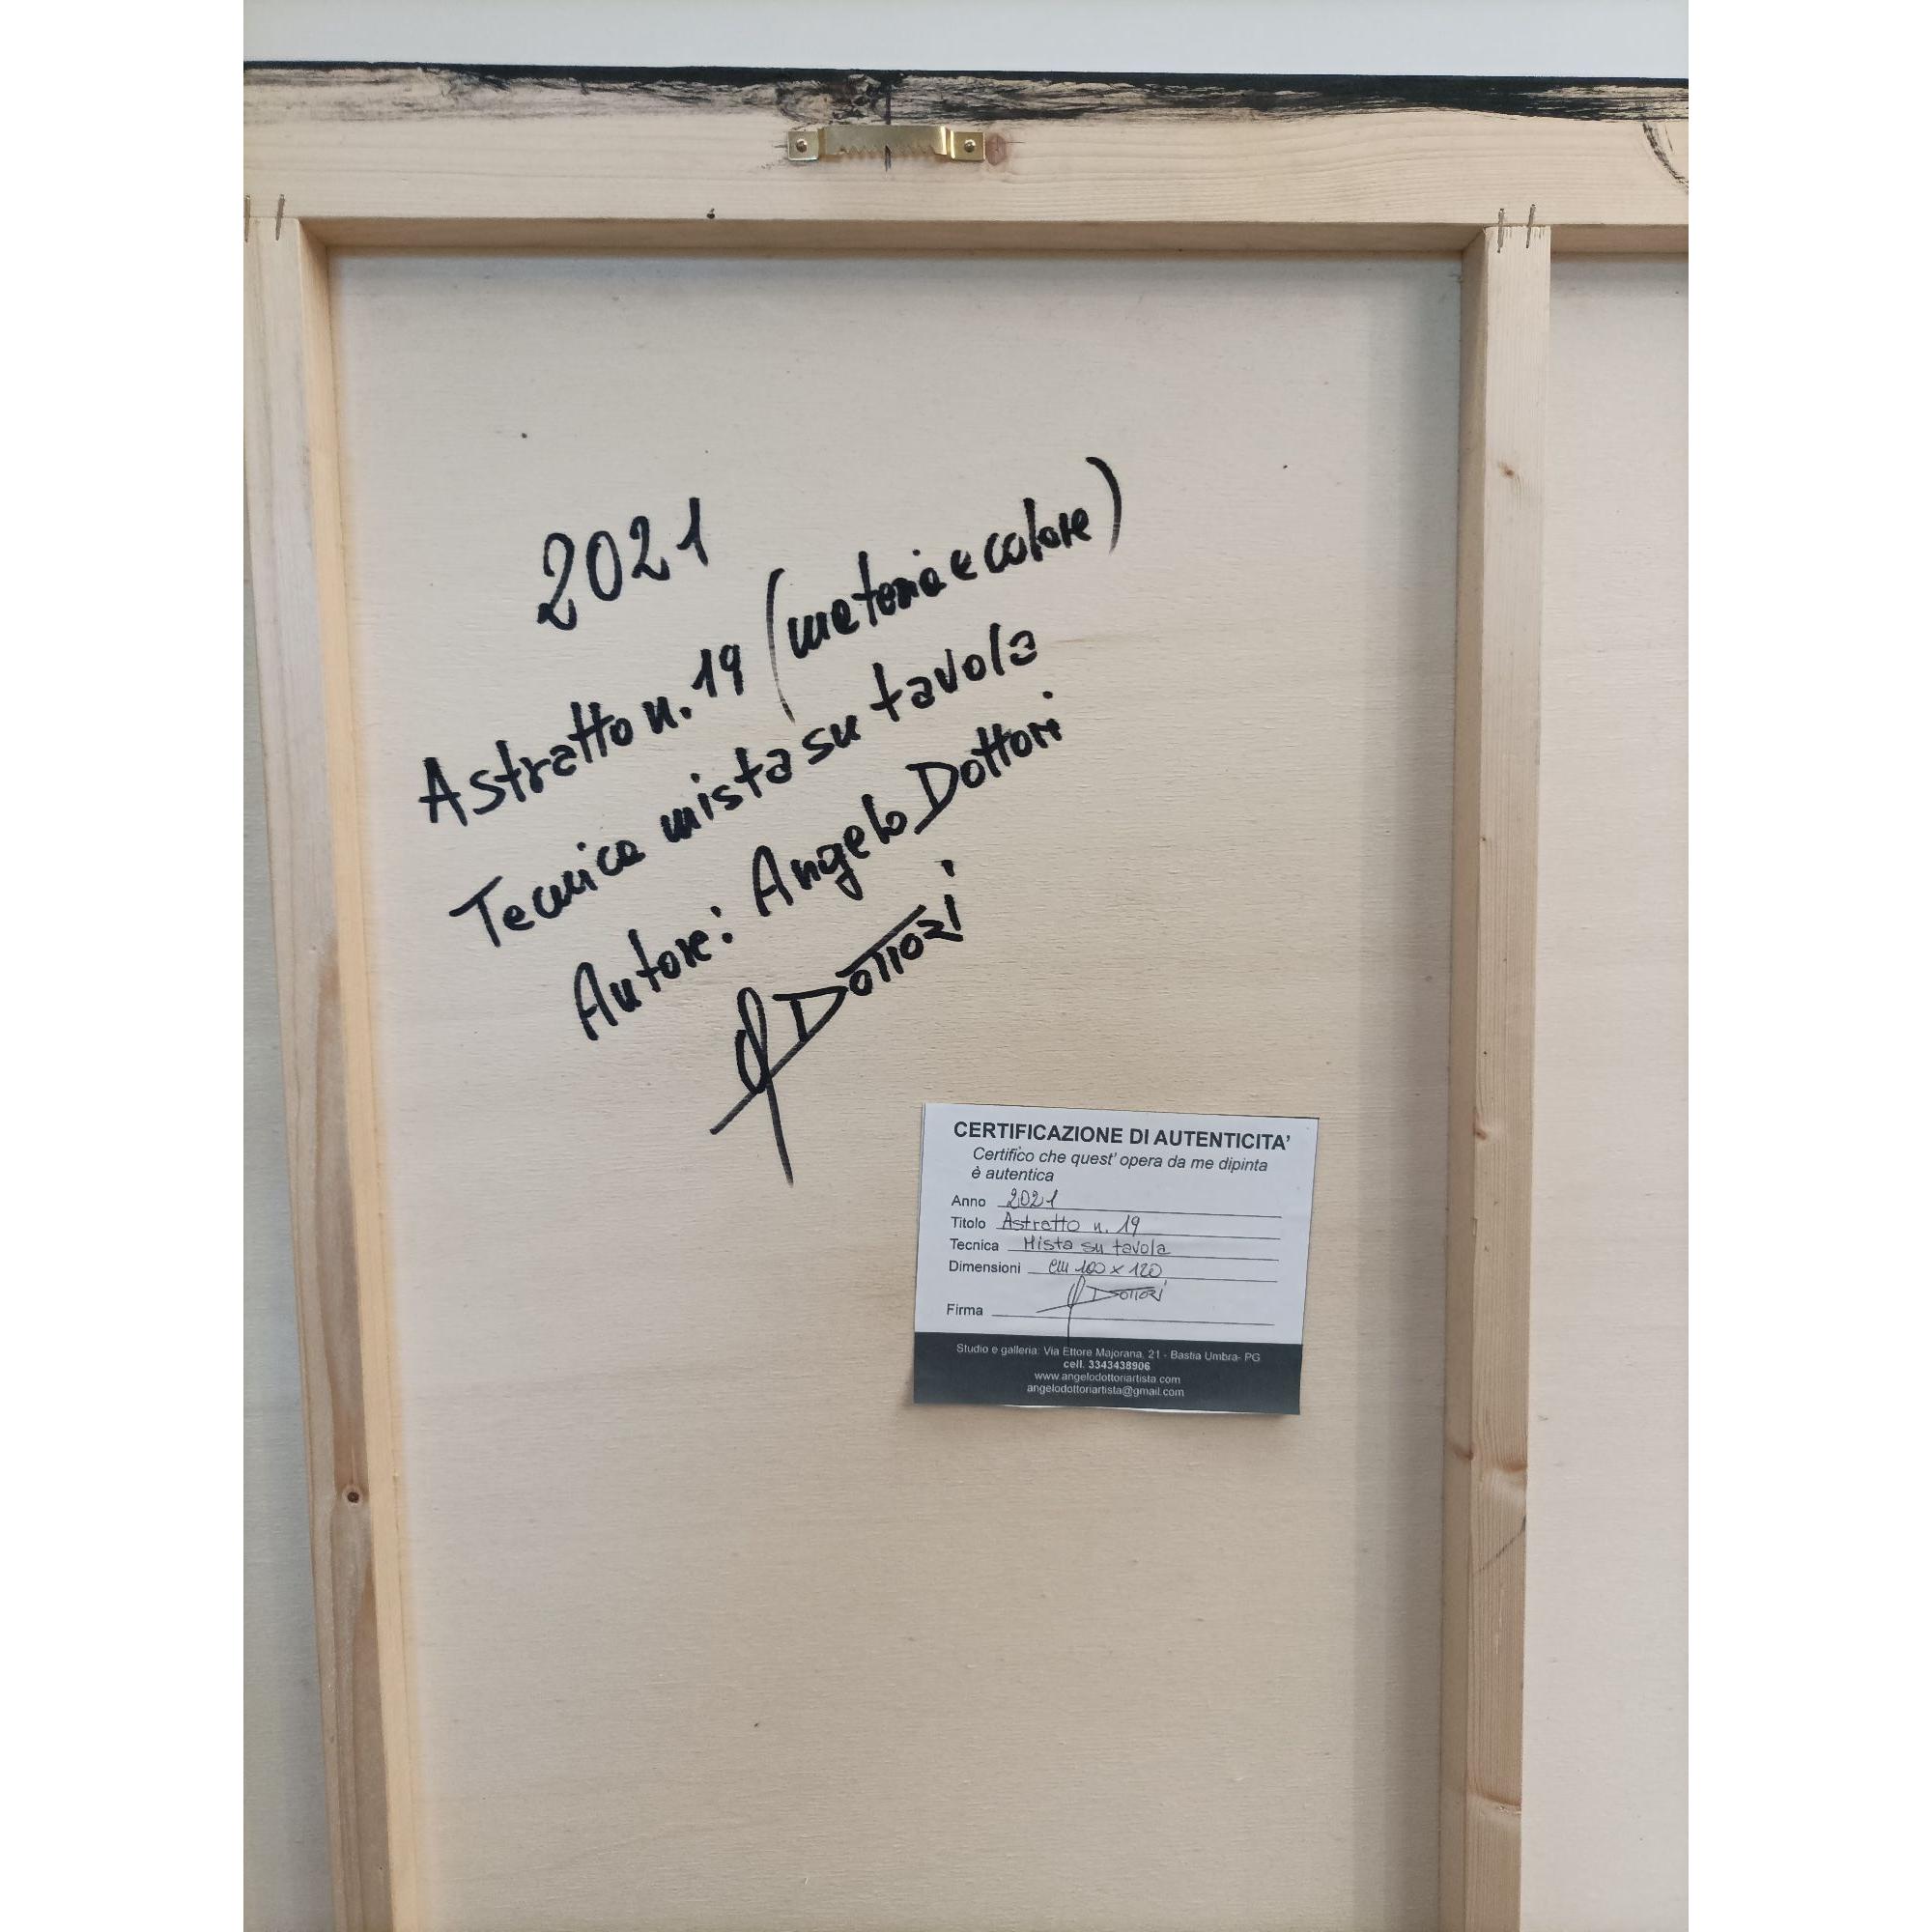 2021
Astratto n. 19 (materia e colore)
Tecnica mista su tavola
Autore: Angelo Dottori
A Dottori
CERTIFICAZIONE DI AUTENTICITA'
Certifico che quest' opera da me dipinta
è autentica
Anno 2021
Titolo Astratto n. 19
Tecnica Mista su tavola
Dimensioni cm 100 x 120
Firma A Dottori
Studio e galleria: Via Ettore Majorana, 21 - Bastia Umbra- PG
cell. 3343438906
www.angelodottoriartista.com
angelodottoriartista@gmail.com